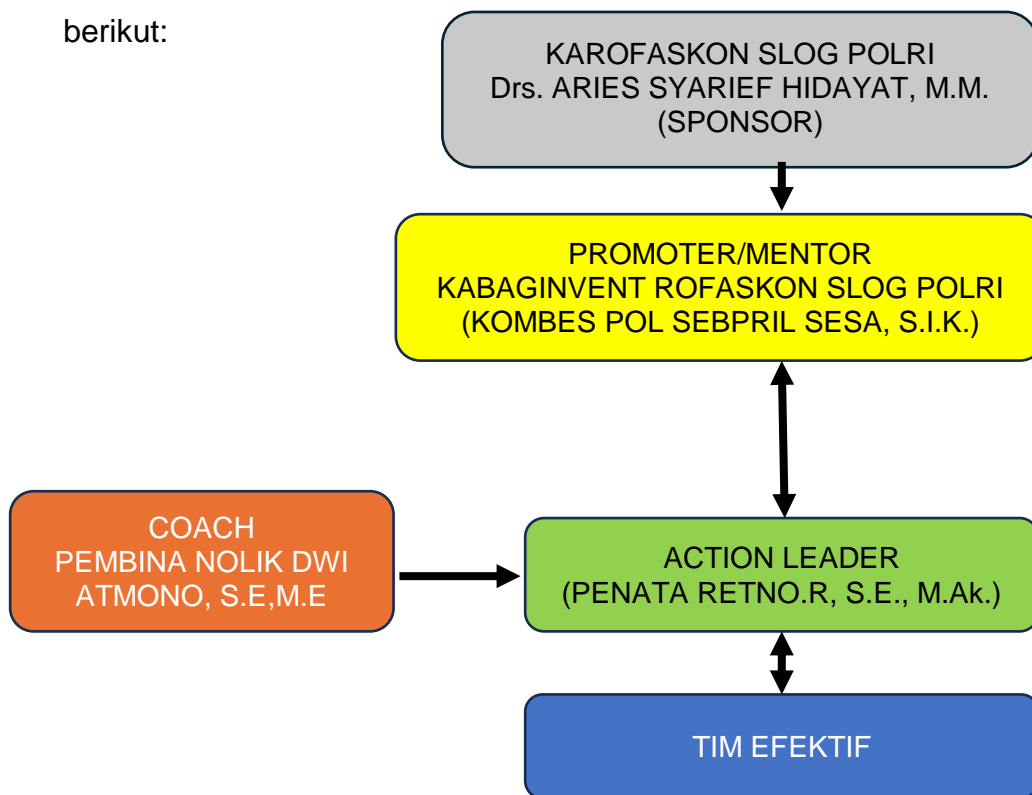 berikut:
KAROFASKON SLOG POLRI
Drs. ARIES SYARIEF HIDAYAT, M.M.
(SPONSOR)
PROMOTER/MENTOR
KABAGINVENT ROFASKON SLOG POLRI
(KOMBES POL SEBPRIL SESA, S.I.K.)
COACH
PEMBINA NOLIK DWI
ATMONO, S.E,M.E
ACTION LEADER
(PENATA RETNO.R, S.E., M.Ak.)
TIM EFEKTIF